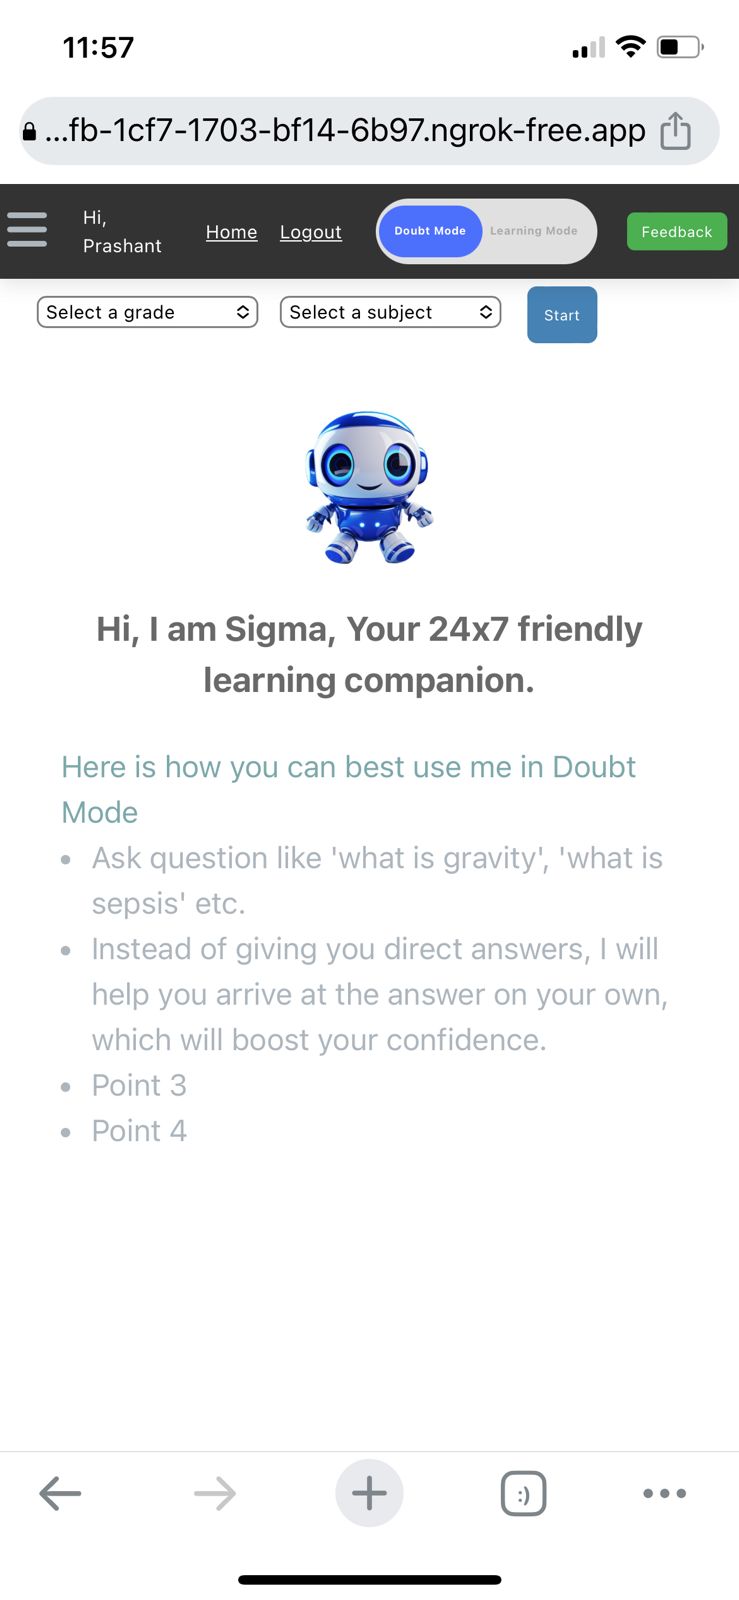 11:57
...fb-1cf7-1703-bf14-6b97.ngrok-free.app
Hi,
Prashant
Home
Logout
Doubt Mode
Learning Mode
Feedback
Select a grade
Select a subject
Start
Hi, I am Sigma, Your 24x7 friendly
learning companion.
Here is how you can best use me in Doubt
Mode
• Ask question like 'what is gravity', 'what is
sepsis' etc.
• Instead of giving you direct answers, I will
help you arrive at the answer on your own,
which will boost your confidence.
• Point 3
• Point 4
:)